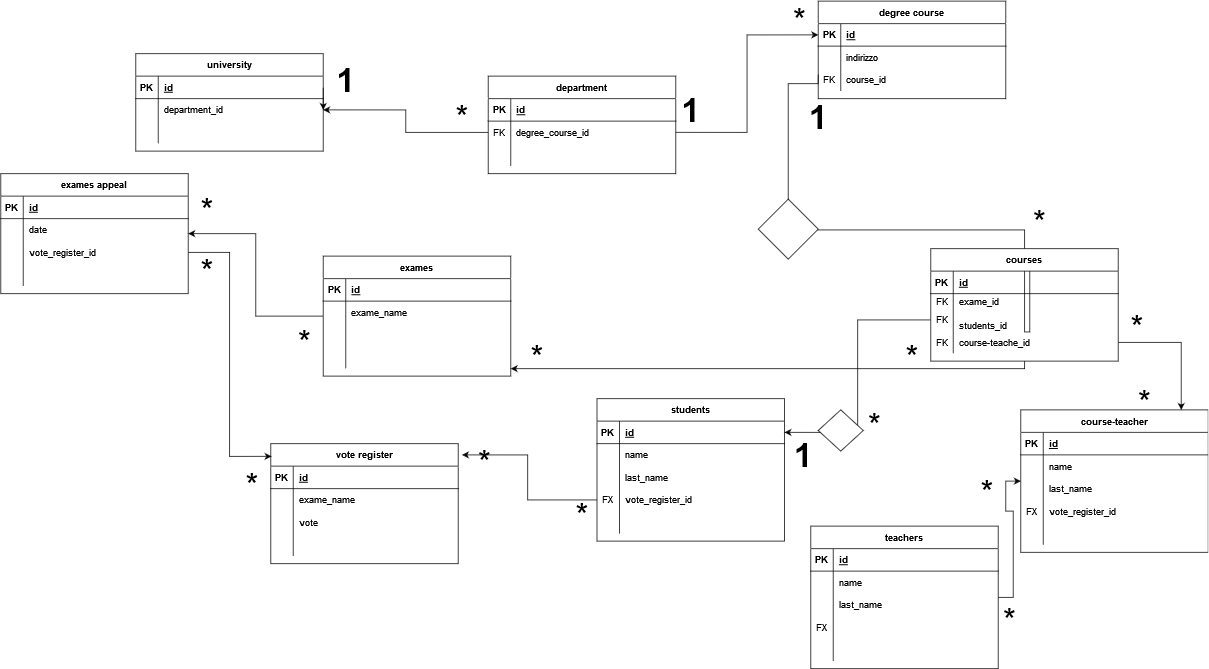 degree course
PK id
indirizzo
FK course_id
*
1
university
PK id
department_id
1
*
department
PK id
FK degree_course_id
1
exames appeal
PK id
date
vote_register_id
*
*
exames
PK id
exame_name
*
*
courses
PK id
FK exame_id
FK students_id
FK course-teache_id
*
*
*
students
PK id
name
last_name
FX vote_register_id
1
*
*
vote register
PK id
exame_name
vote
*
*
course-teacher
PK id
name
last_name
FX vote_register_id
*
*
teachers
PK id
name
last_name
FX
*